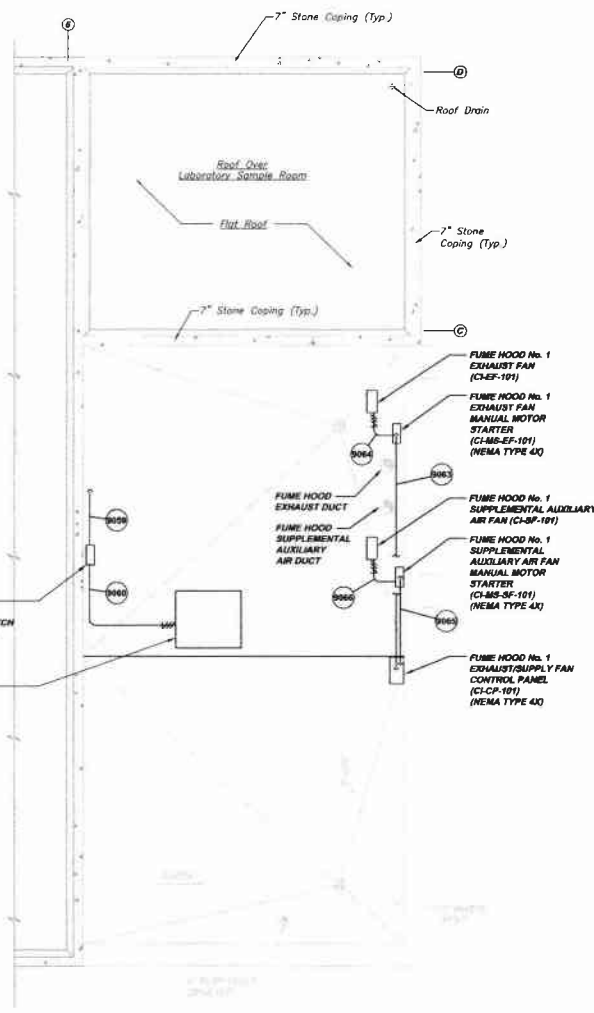 7" Stone Coping (Typ.)
6
D
Roof Drain
Roof Over
Laboratory Sample Room
Flat Roof
7" Stone
Coping (Typ.)
7" Stone Coping (Typ.)
C
FUME HOOD No. 1
EXHAUST FAN
(CI-EF-101)
FUME HOOD No. 1
EXHAUST FAN
MANUAL MOTOR
STARTER
(CI-MS-EF-101)
(NEMA TYPE 4X)
9064
9063
FUME HOOD
EXHAUST DUCT
FUME HOOD
SUPPLEMENTAL
AUXILIARY
AIR DUCT
FUME HOOD No. 1
SUPPLEMENTAL AUXILIARY
AIR FAN (CI-SF-101)
9059
FUME HOOD No. 1
SUPPLEMENTAL
AUXILIARY AIR FAN
MANUAL MOTOR
STARTER
(CI-MS-SF-101)
(NEMA TYPE 4X)
9060
9066
9065
FUME HOOD No. 1
EXHAUST/SUPPLY FAN
CONTROL PANEL
(CI-CP-101)
(NEMA TYPE 4X)